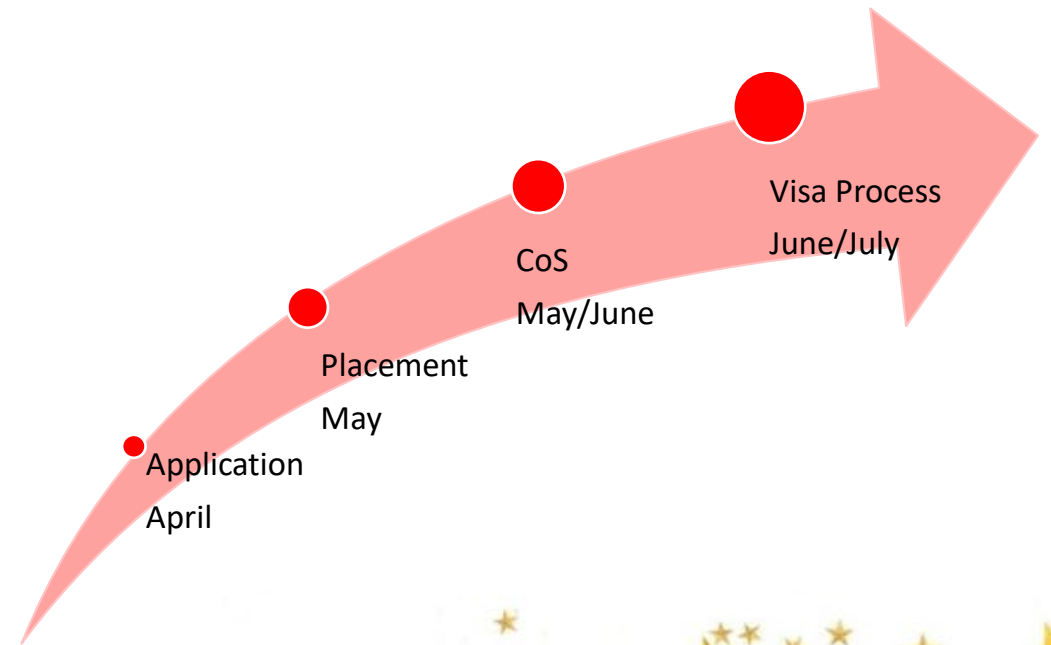 Application
April
Placement
May
CoS
May/June
Visa Process
June/July